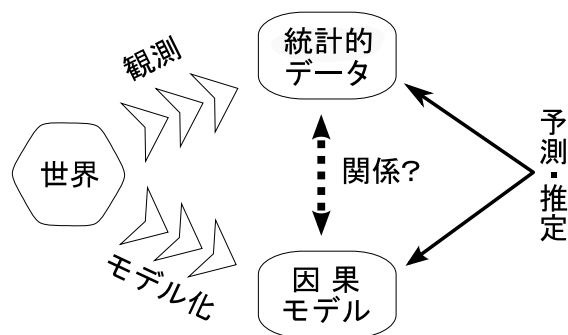 観測
統計的
データ
世界
関係?
予測・推定
モデル化
因果
モデル